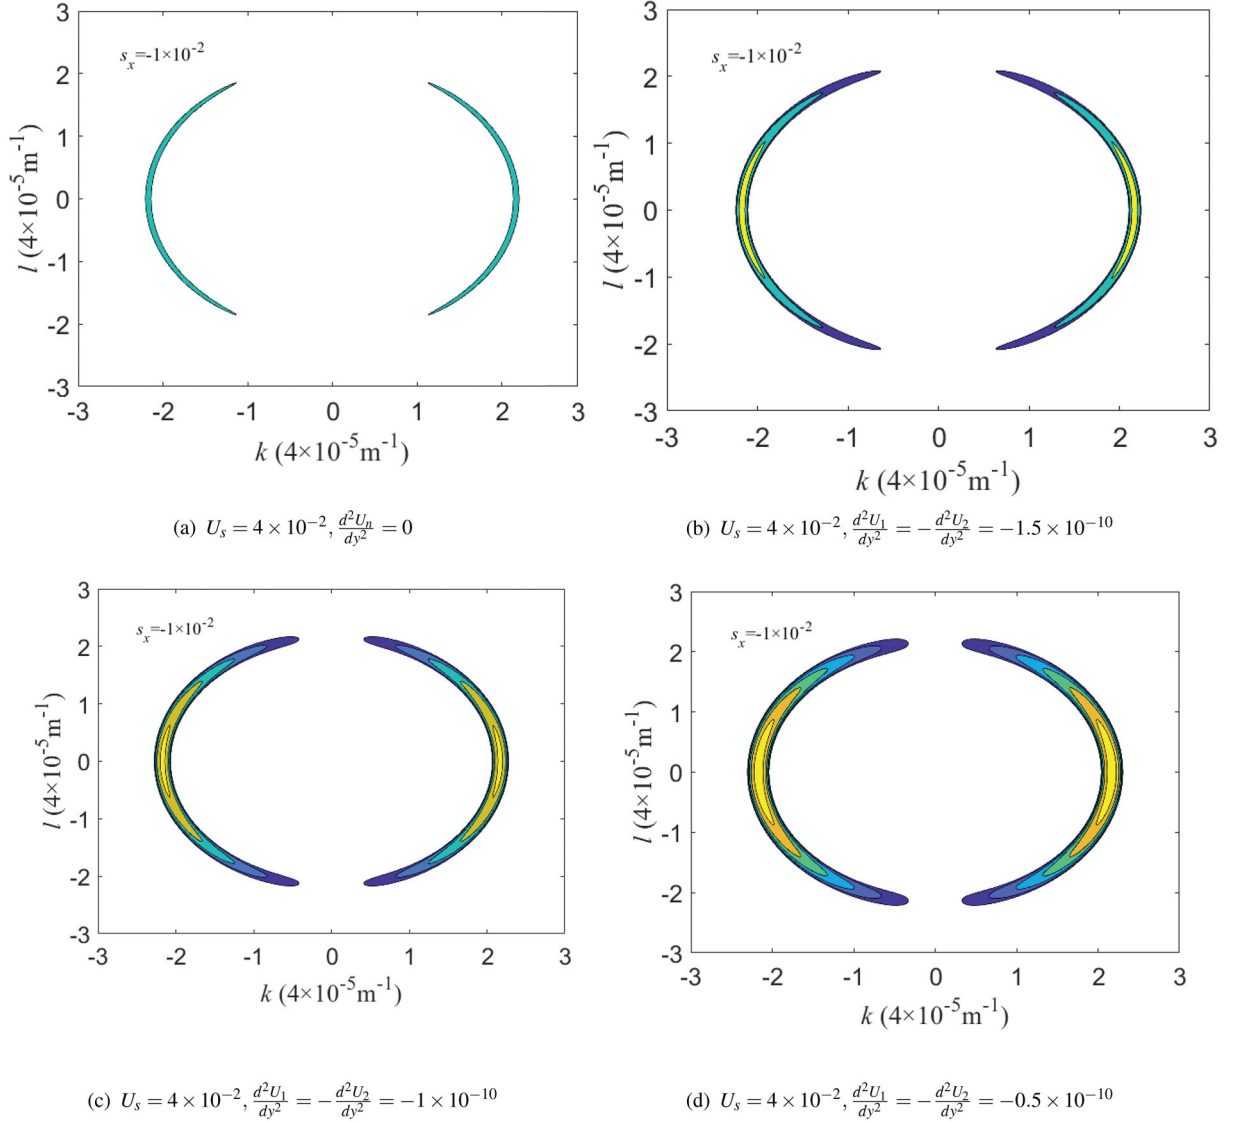 3
2
1
0
-1
-2
-3
-3 -2 -1 0 1 2 3
s_x=-1×10^-2
l (4×10^-5m^-1)
k (4×10^-5m^-1)
(a) U_s = 4 × 10^−2, d^2U_n/dy^2 = 0
3
2
1
0
-1
-2
-3
-3 -2 -1 0 1 2 3
s_x=-1×10^-2
l (4×10^-5m^-1)
k (4×10^-5m^-1)
(b) U_s = 4 × 10^−2, d^2U_1/dy^2 = −d^2U_2/dy^2 = −1.5 × 10^−10
3
2
1
0
-1
-2
-3
-3 -2 -1 0 1 2 3
s_x=-1×10^-2
l (4×10^-5m^-1)
k (4×10^-5m^-1)
(c) U_s = 4 × 10^−2, d^2U_1/dy^2 = −d^2U_2/dy^2 = −1 × 10^−10
3
2
1
0
-1
-2
-3
-3 -2 -1 0 1 2 3
s_x=-1×10^-2
l (4×10^-5m^-1)
k (4×10^-5m^-1)
(d) U_s = 4 × 10^−2, d^2U_1/dy^2 = −d^2U_2/dy^2 = −0.5 × 10^−10